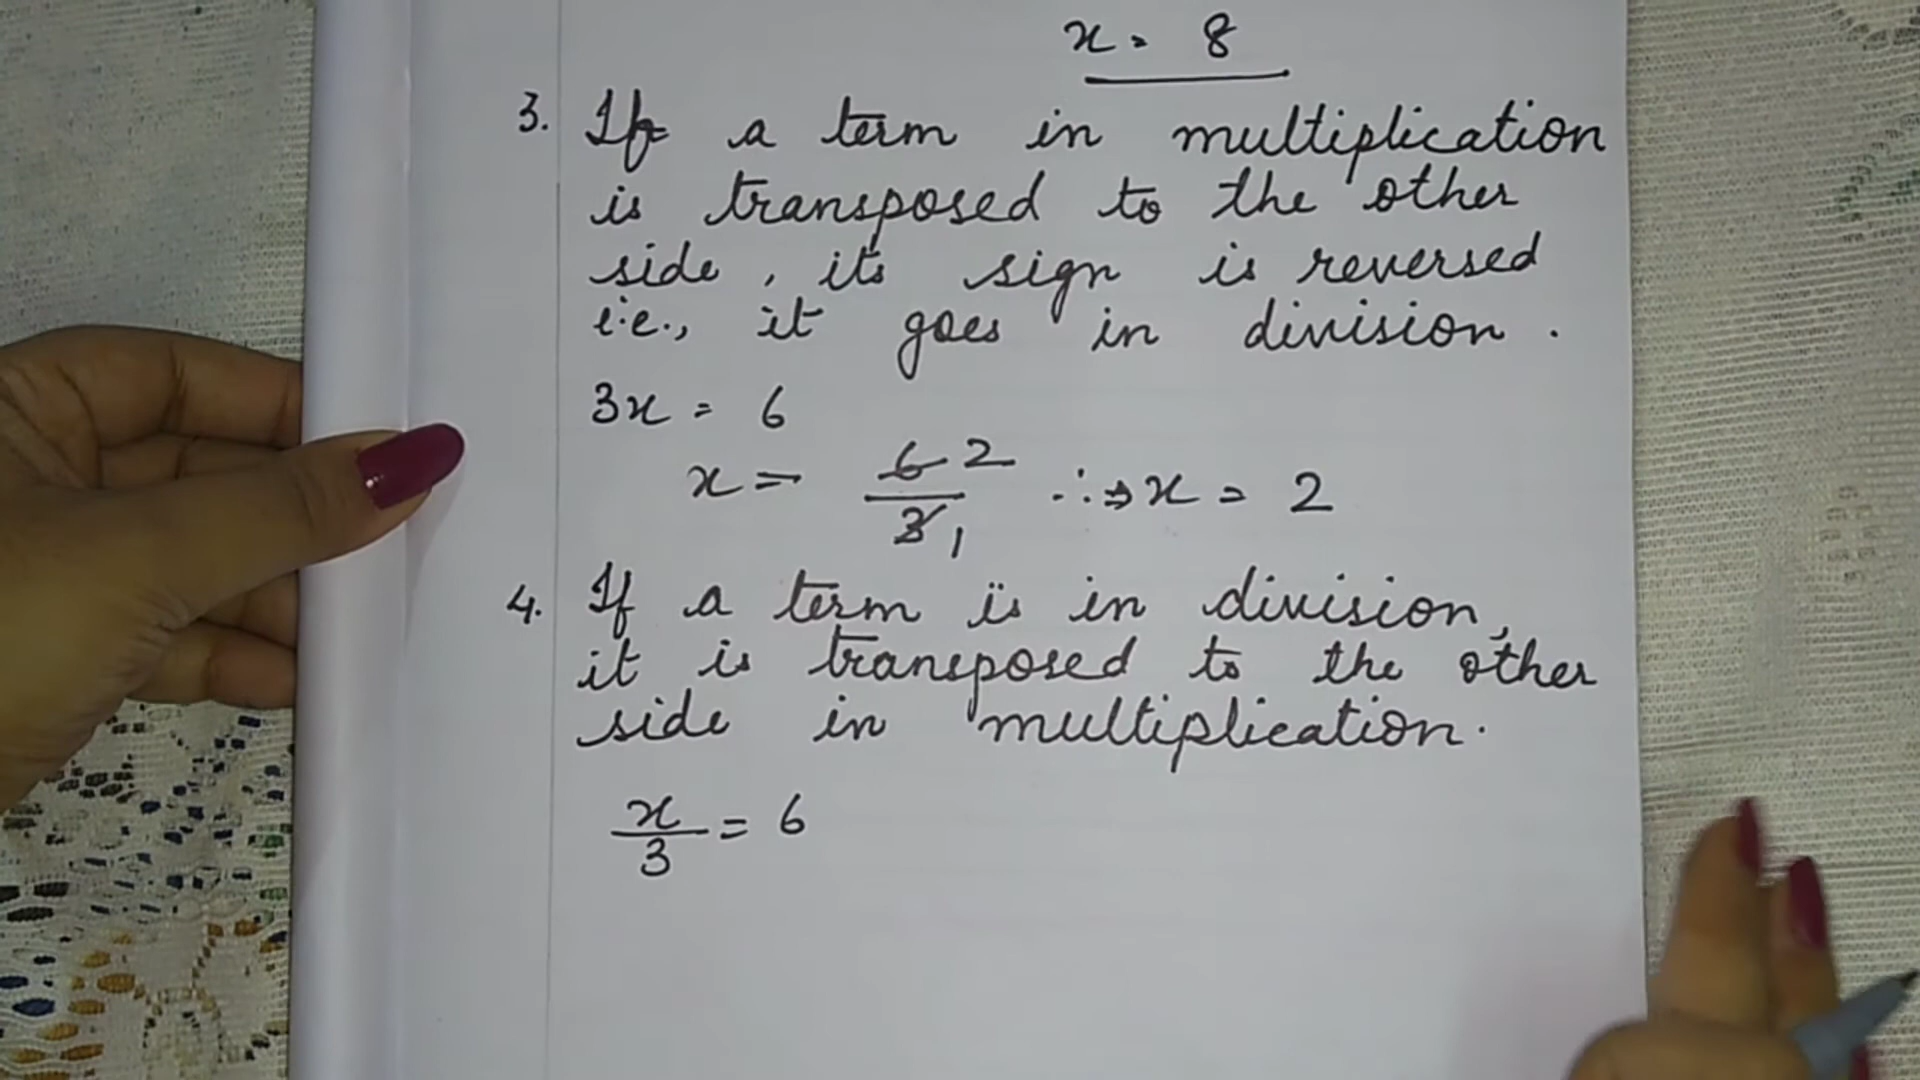 x = 8
3. If a term in multiplication
is transposed to the other
side, its sign is reversed
i.e., it goes in division.
3x = 6
x = 6 2 / 3 1 ∴ ⇒ x = 2
4. If a term is in division,
it is transposed to the other
side in multiplication.
x/3 = 6